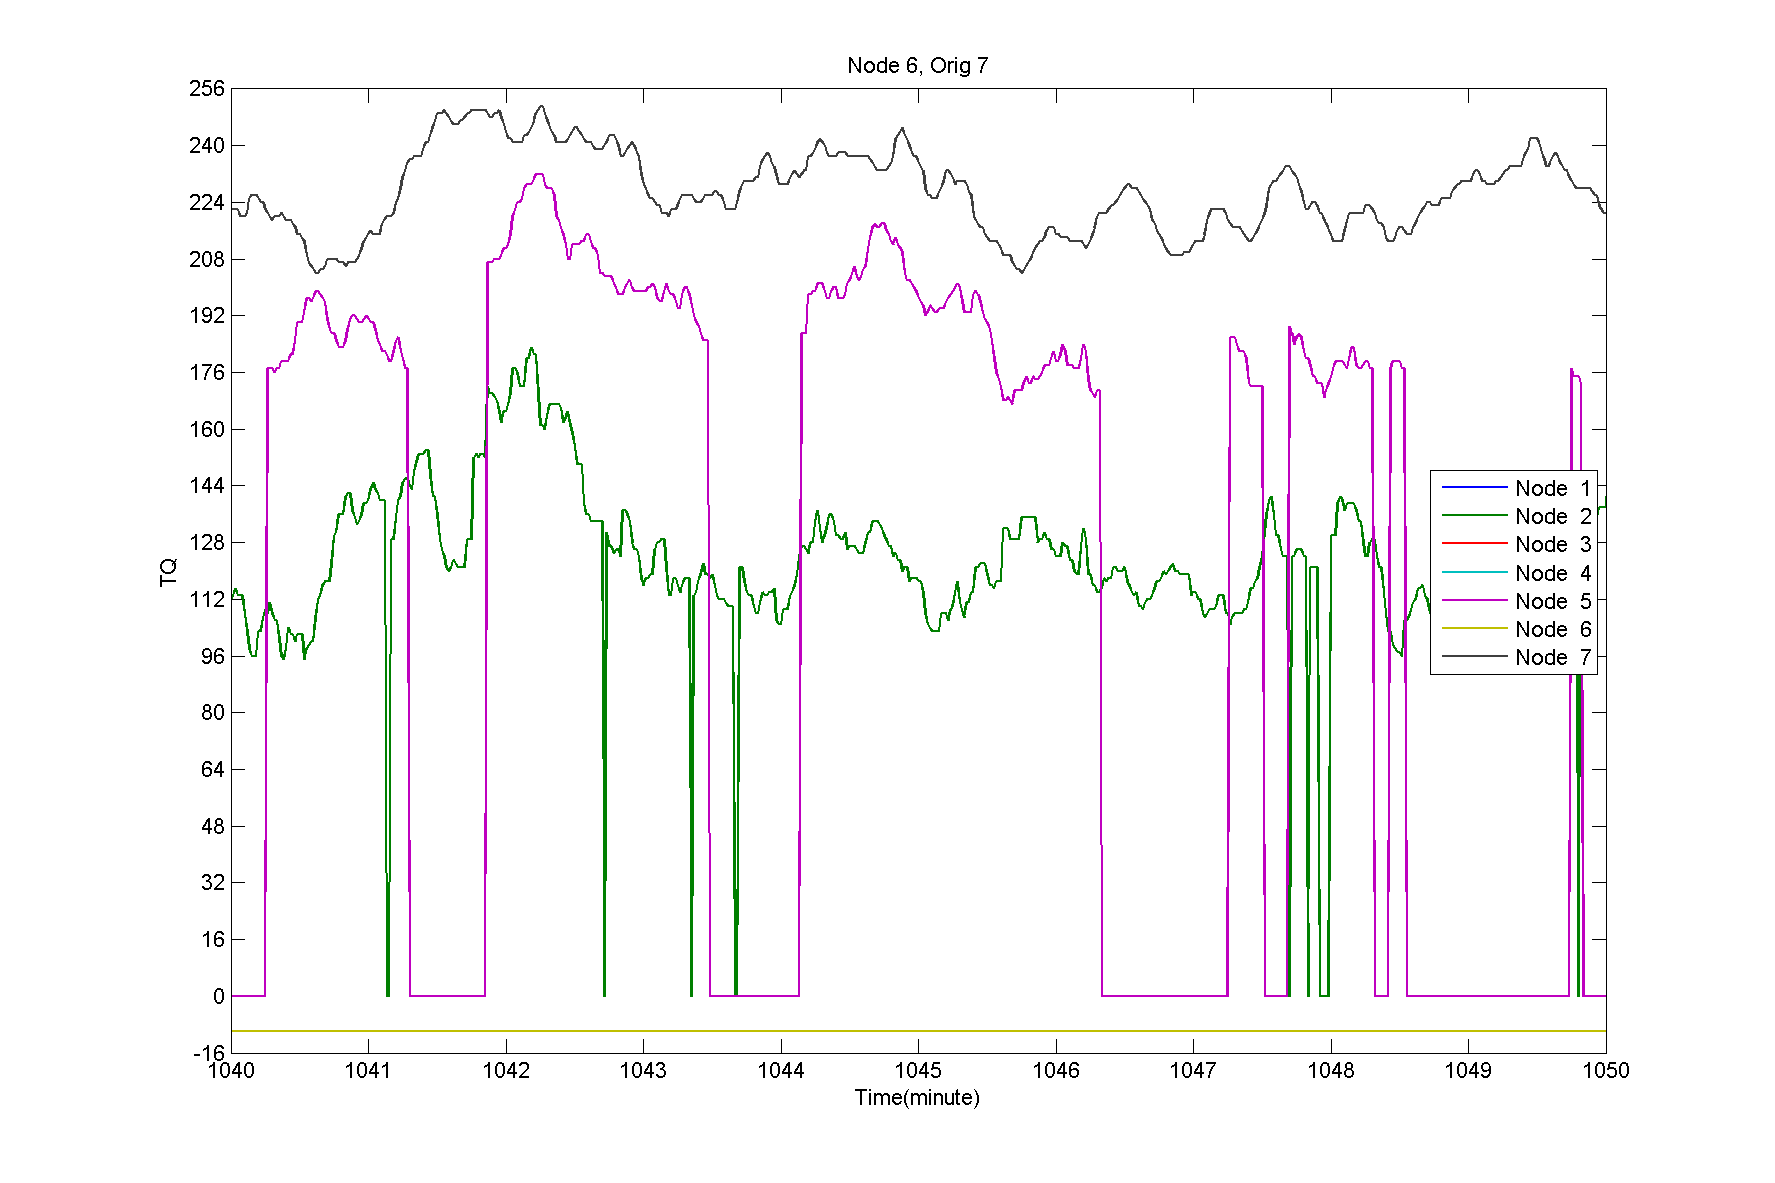 Node 6, Orig 7
256
240
224
208
192
176
160
144
128
112
96
80
64
48
32
16
0
-16
TQ
Node 1
Node 2
Node 3
Node 4
Node 5
Node 6
Node 7
1040 1041 1042 1043 1044 1045 1046 1047 1048 1049 1050
Time(minute)